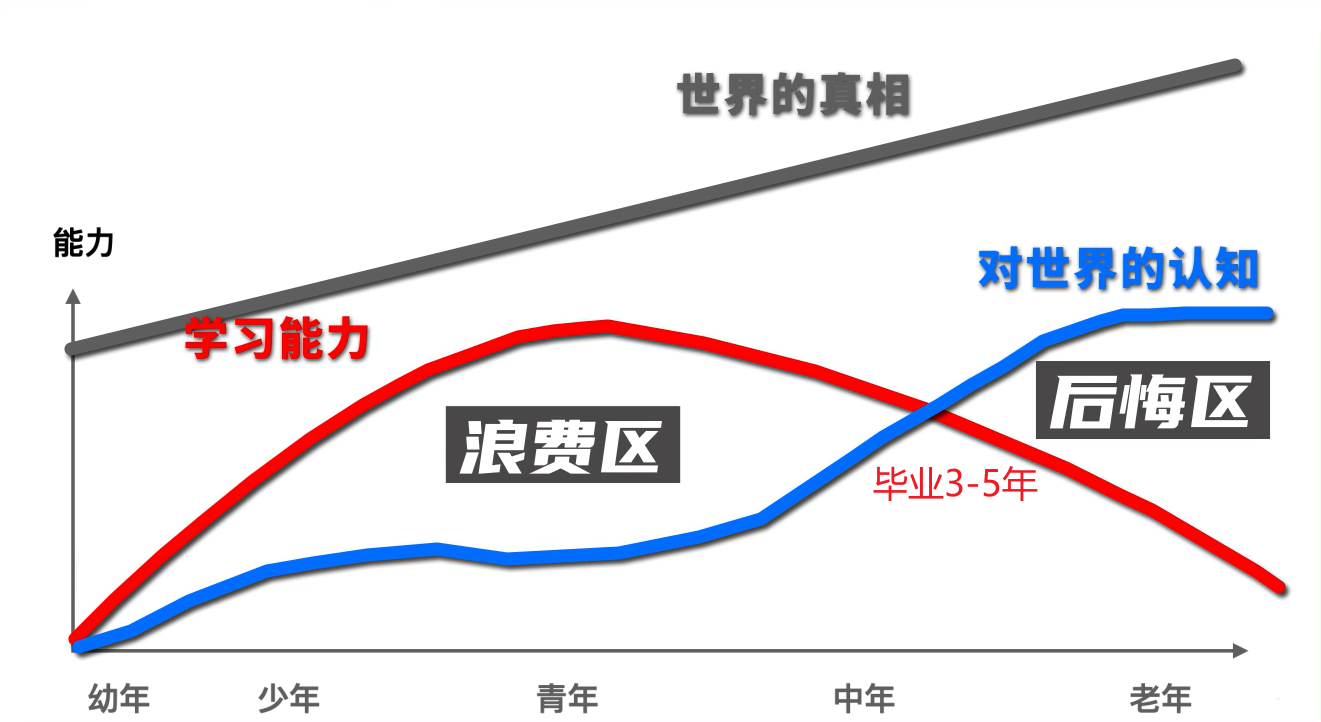 世界的真相
能力
对世界的认知
学习能力
后悔区
浪费区
毕业3-5年
幼年 少年 青年 中年 老年